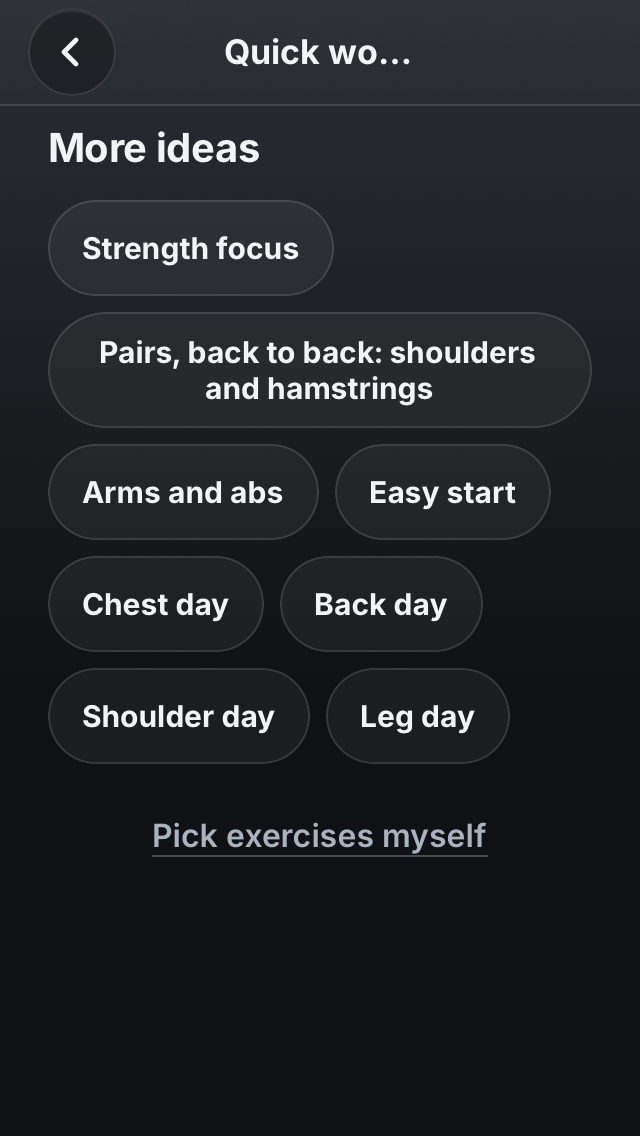 Quick wo...
More ideas
Strength focus
Pairs, back to back: shoulders
and hamstrings
Arms and abs
Easy start
Chest day
Back day
Shoulder day
Leg day
Pick exercises myself